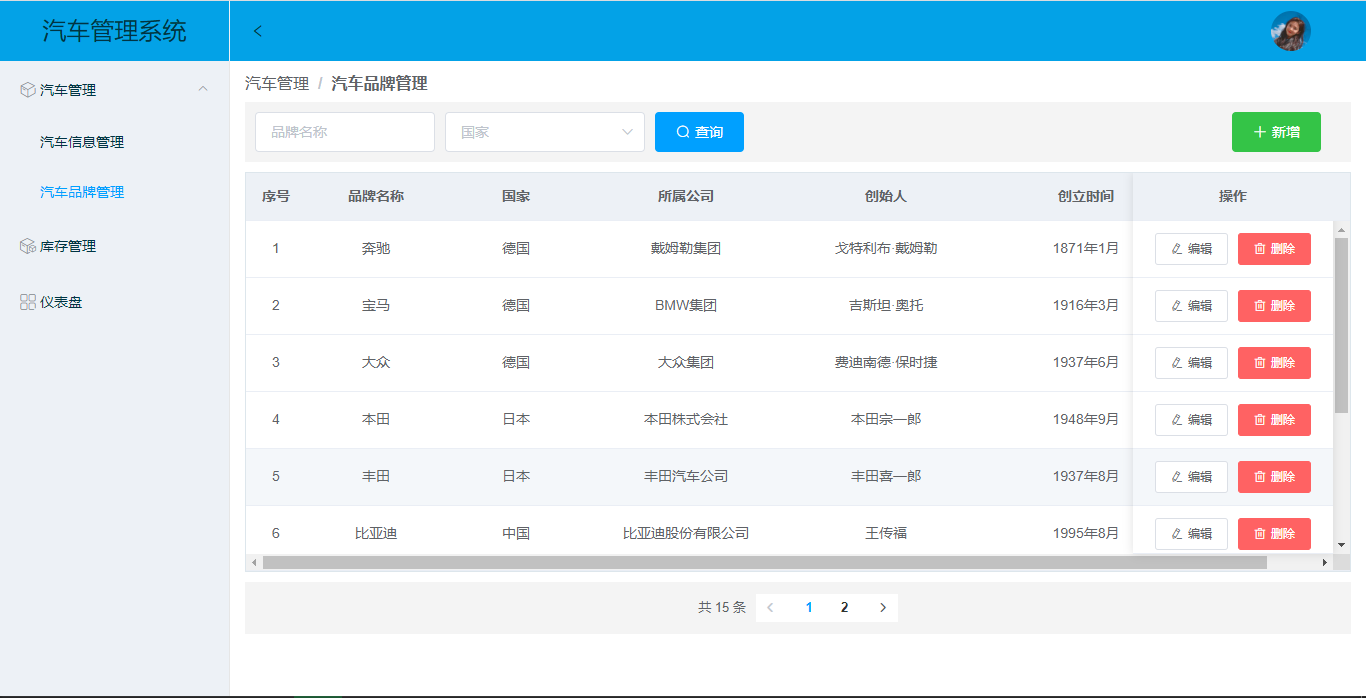 汽车管理系统
汽车管理
汽车信息管理
汽车品牌管理
库存管理
仪表盘
汽车管理 / 汽车品牌管理
品牌名称 国家 查询 新增
序号 品牌名称 国家 所属公司 创始人 创立时间 操作
1 奔驰 德国 戴姆勒集团 戈特利布·戴姆勒 1871年1月 编辑 删除
2 宝马 德国 BMW集团 吉斯坦·奥托 1916年3月 编辑 删除
3 大众 德国 大众集团 费迪南德·保时捷 1937年6月 编辑 删除
4 本田 日本 本田株式会社 本田宗一郎 1948年9月 编辑 删除
5 丰田 日本 丰田汽车公司 丰田喜一郎 1937年8月 编辑 删除
6 比亚迪 中国 比亚迪股份有限公司 王传福 1995年8月 编辑 删除
共 15 条 1 2